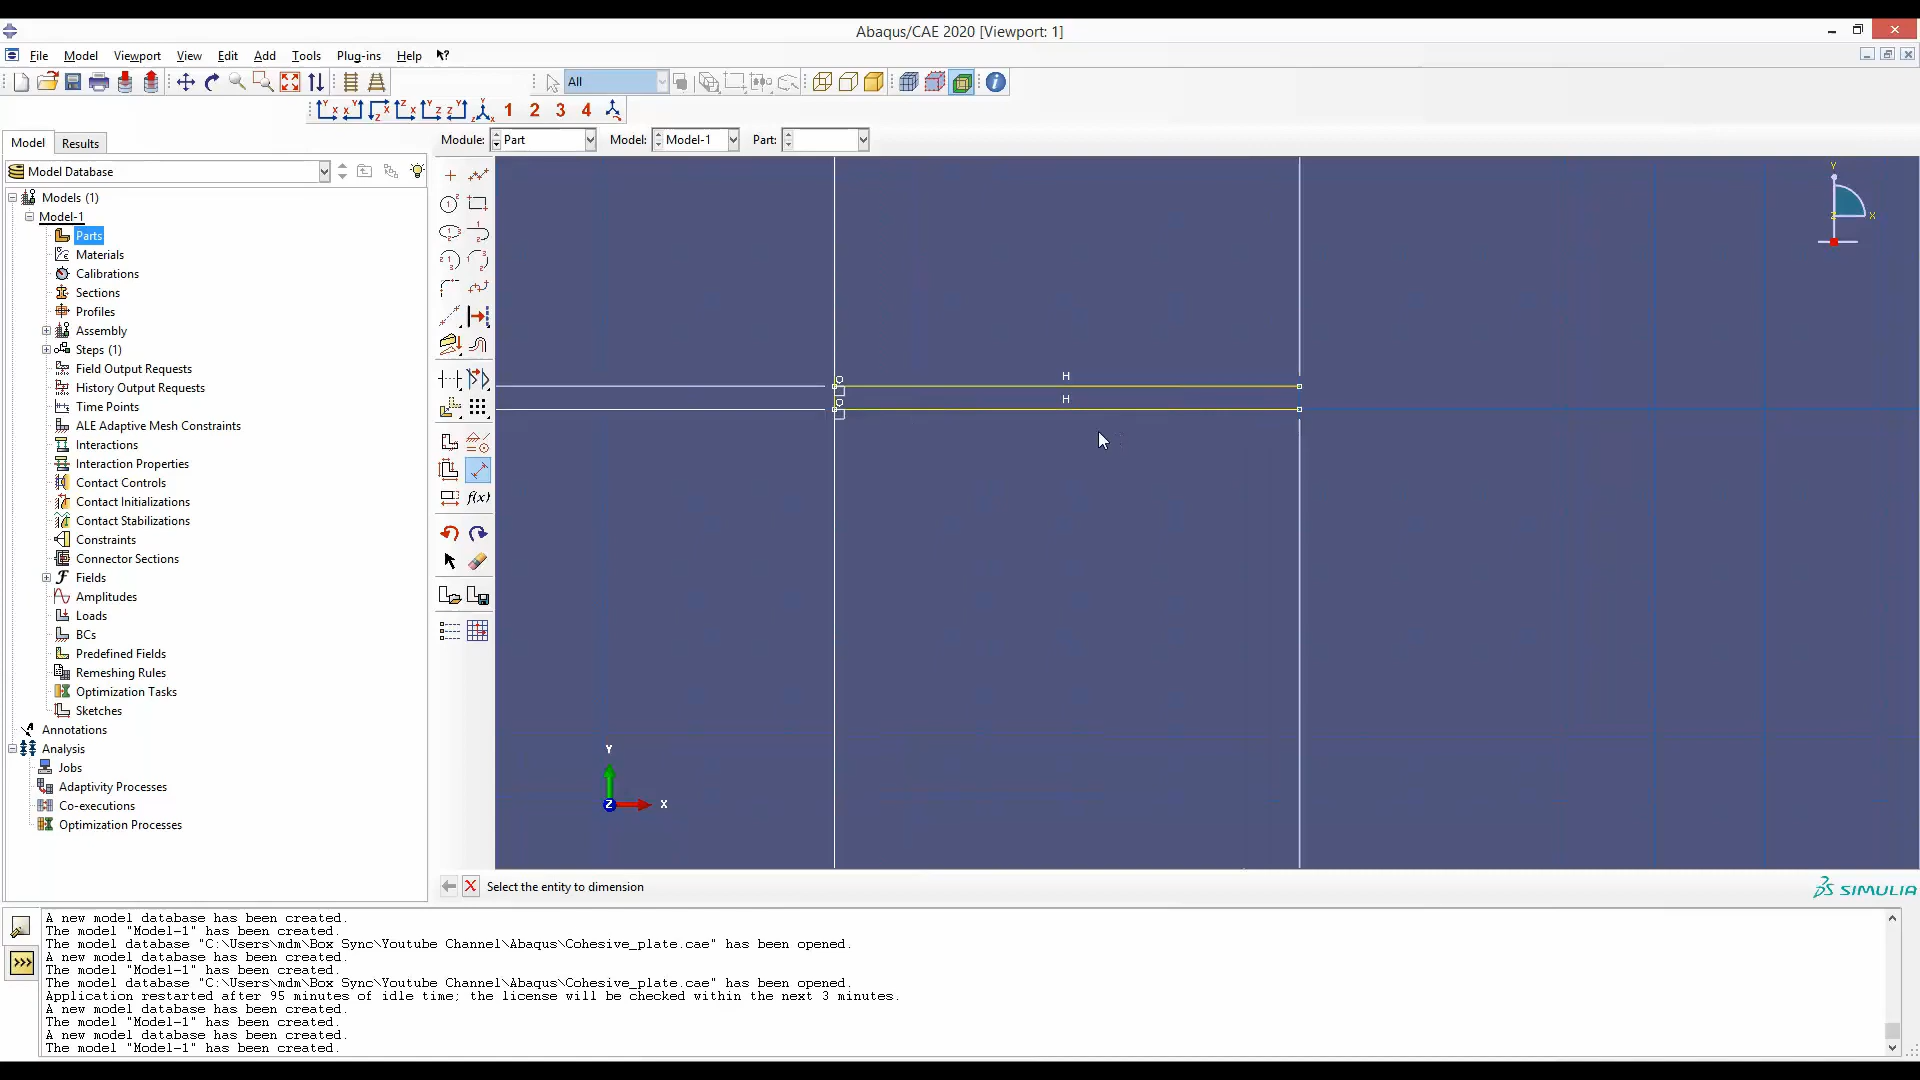 Abaqus/CAE 2020 [Viewport: 1]
File Model Viewport View Edit Add Tools Plug-ins Help
All
1 2 3 4
Model Results
Module: Part Model: Model-1 Part:
Model Database
Models (1)
Model-1
Parts
Materials
Calibrations
Sections
Profiles
Assembly
Steps (1)
Field Output Requests
History Output Requests
Time Points
ALE Adaptive Mesh Constraints
Interactions
Interaction Properties
Contact Controls
Contact Initializations
Contact Stabilizations
Constraints
Connector Sections
Fields
Amplitudes
Loads
BCs
Predefined Fields
Remeshing Rules
Optimization Tasks
Sketches
Annotations
Analysis
Jobs
Adaptivity Processes
Co-executions
Optimization Processes
f(x)
H
H
Y
X
Z
Y
X
Z
Select the entity to dimension
SIMULIA
A new model database has been created.
The model "Model-1" has been created.
The model database "C:\Users\mdm\Box Sync\Youtube Channel\Abaqus\Cohesive_plate.cae" has been opened.
A new model database has been created.
The model "Model-1" has been created.
The model database "C:\Users\mdm\Box Sync\Youtube Channel\Abaqus\Cohesive_plate.cae" has been opened.
Application restarted after 95 minutes of idle time; the license will be checked within the next 3 minutes.
A new model database has been created.
The model "Model-1" has been created.
A new model database has been created.
The model "Model-1" has been created.